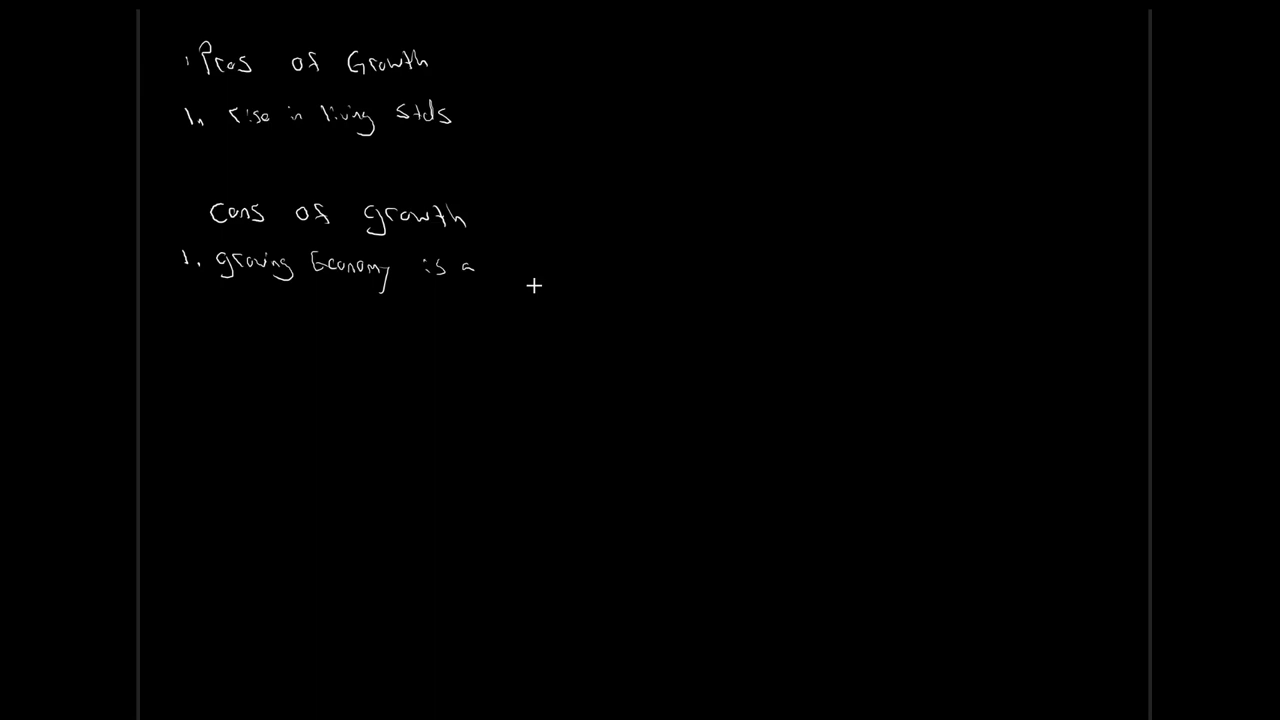 Pros of Growth
1. rise in living stds
Cons of growth
1. growing Economy is a